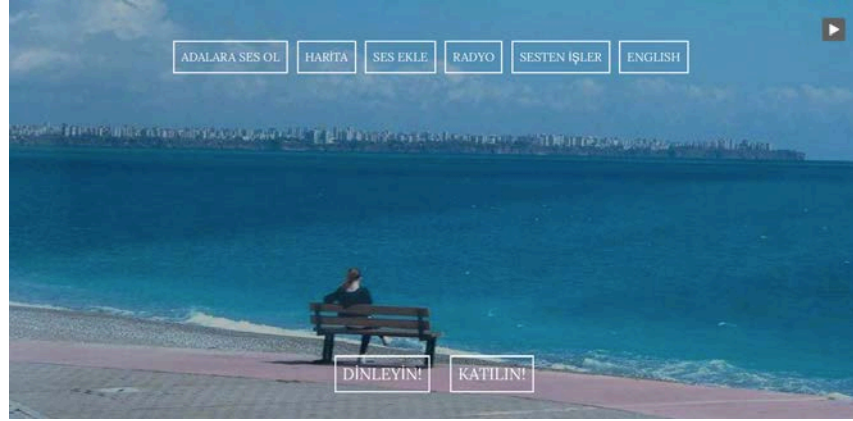 ADALARA SES OL HARİTA SES EKLE RADYO SESTEN İŞLER ENGLISH
DİNLEYİN! KATILIN!